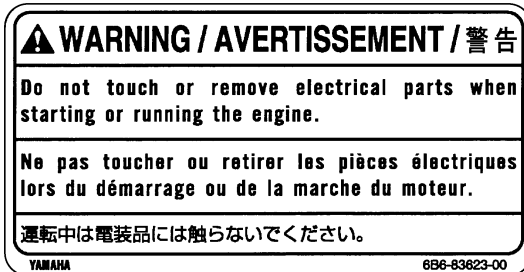 ⚠ WARNING / AVERTISSEMENT / 警告
Do not touch or remove electrical parts when
starting or running the engine.
Ne pas toucher ou retirer les pièces électriques
lors du démarrage ou de la marche du moteur.
運転中は電装品には触らないでください。
YAMAHA 6B6-83623-00